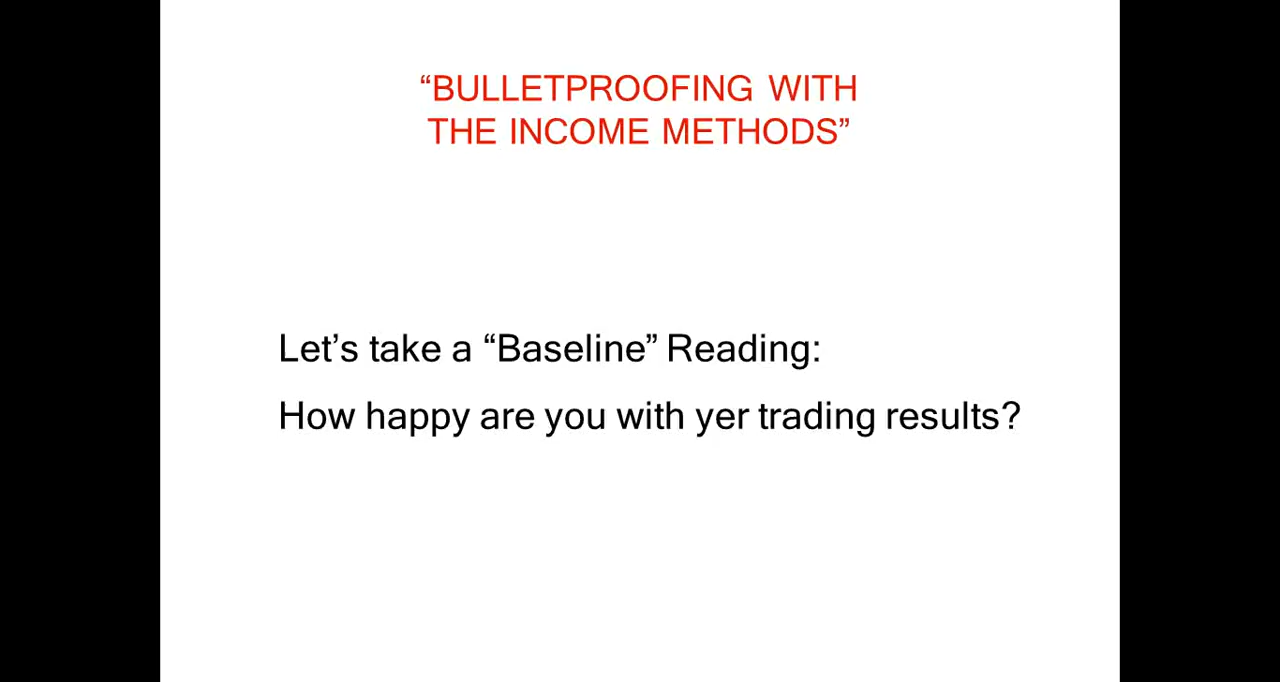 “BULLETPROOFING WITH
THE INCOME METHODS”
Let’s take a “Baseline” Reading:
How happy are you with yer trading results?